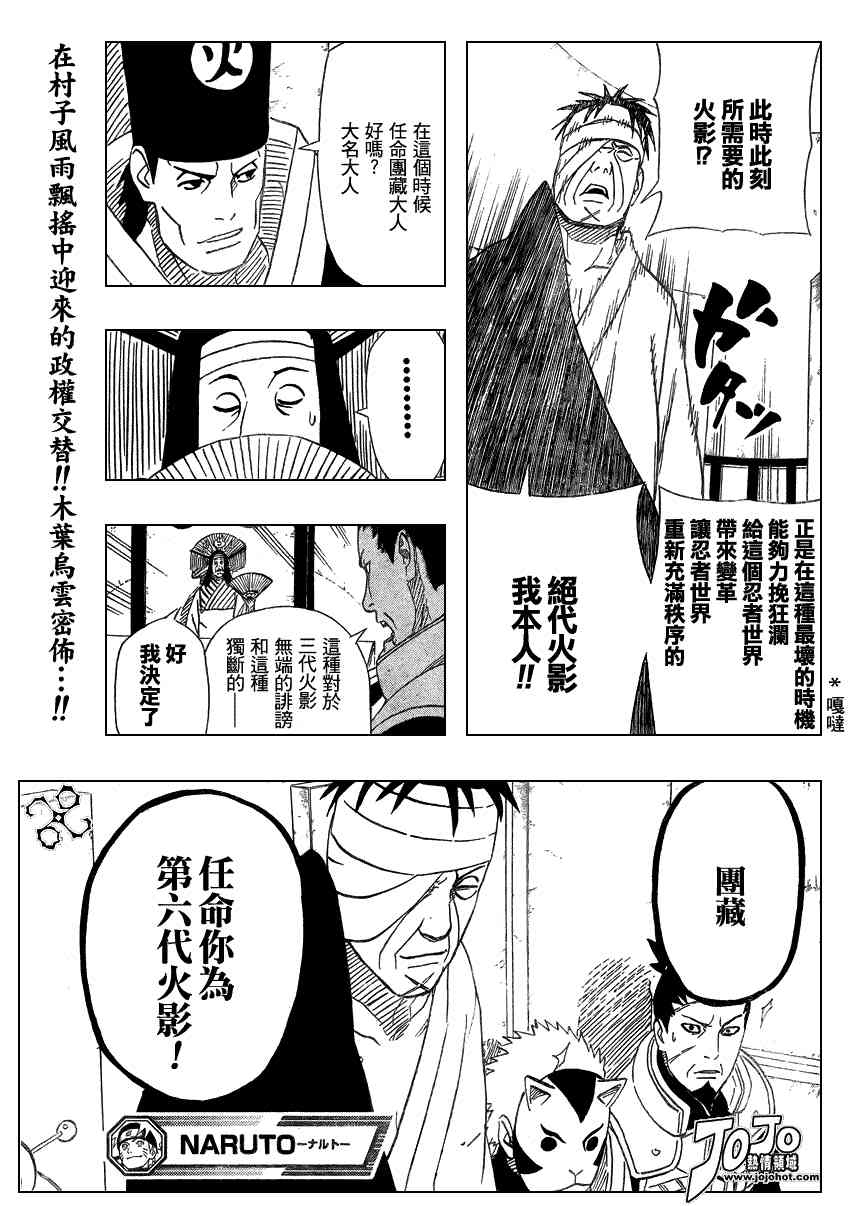 此時此刻
所需要的
火影!?
ガタッ
正是在這種最壞的時機
能夠力挽狂瀾
給這個忍者世界
帶來變革
讓忍者世界
重新充滿秩序的
絕代火影
我本人!!
*嘎噠
火
在這個時候
任命團藏大人
好嗎?
大名大人
………
這種對於
三代火影
無端的誹謗
和這種
獨斷的——
好
我決定了
在村子風雨飄搖中迎來的政權交替!!木葉烏雲密佈…!!
團藏
任命你為
第六代火影!
NARUTO—ナルト—
JOJO
熱情領域
www.jojohot.com